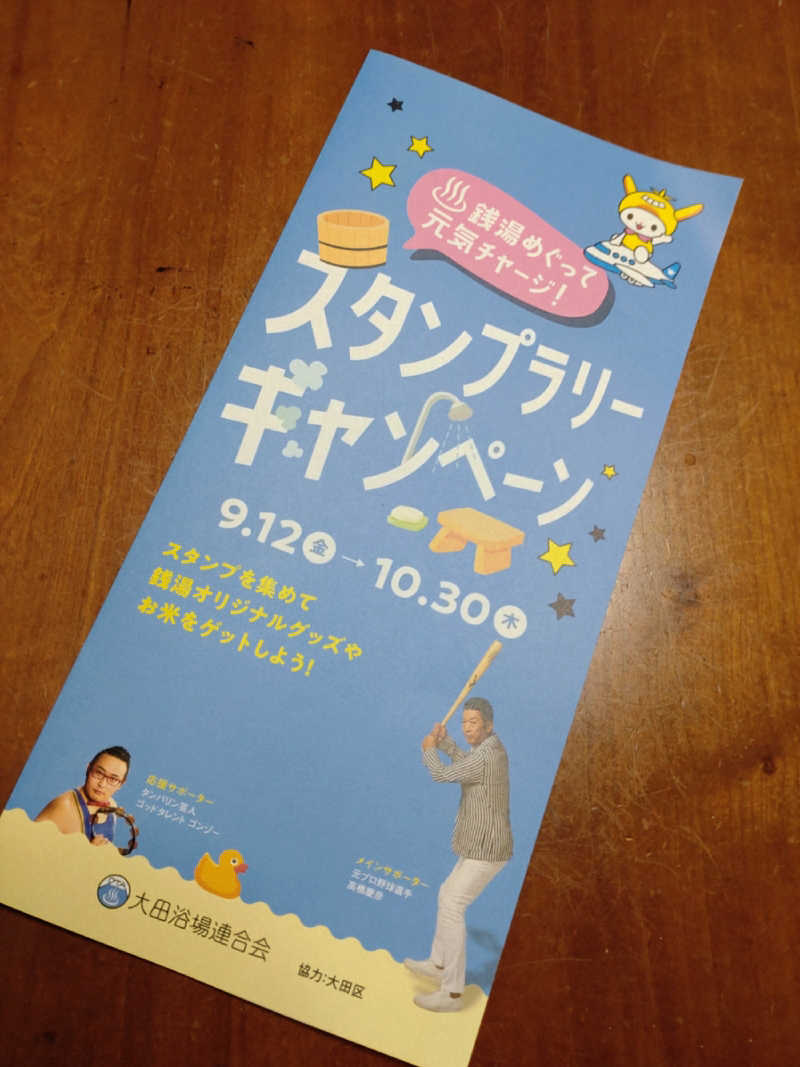 銭湯めぐって
元気チャージ!
スタンプラリー
キャンペーン
9.12金→10.30木
スタンプを集めて
銭湯オリジナルグッズや
お米をゲットしよう!
応援サポーター
タンバリン芸人
ゴッドタレント ゴンゾー
メインサポーター
元プロ野球選手
高橋慶彦
大田浴場連合会
協力:大田区